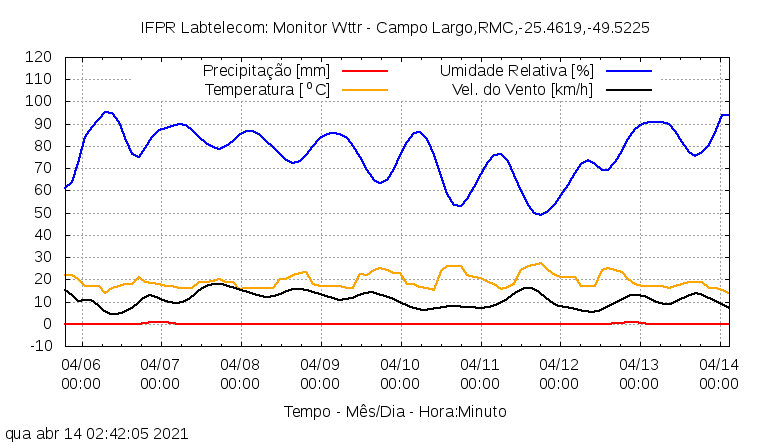 IFPR Labtelecom: Monitor Wttr - Campo Largo,RMC,-25.4619,-49.5225
120
110
100
90
80
70
60
50
40
30
20
10
0
-10
Precipitação [mm]
Temperatura [⁰C]
Umidade Relativa [%]
Vel. do Vento [km/h]
04/06 04/07 04/08 04/09 04/10 04/11 04/12 04/13 04/14
00:00 00:00 00:00 00:00 00:00 00:00 00:00 00:00 00:00
Tempo - Mês/Dia - Hora:Minuto
qua abr 14 02:42:05 2021